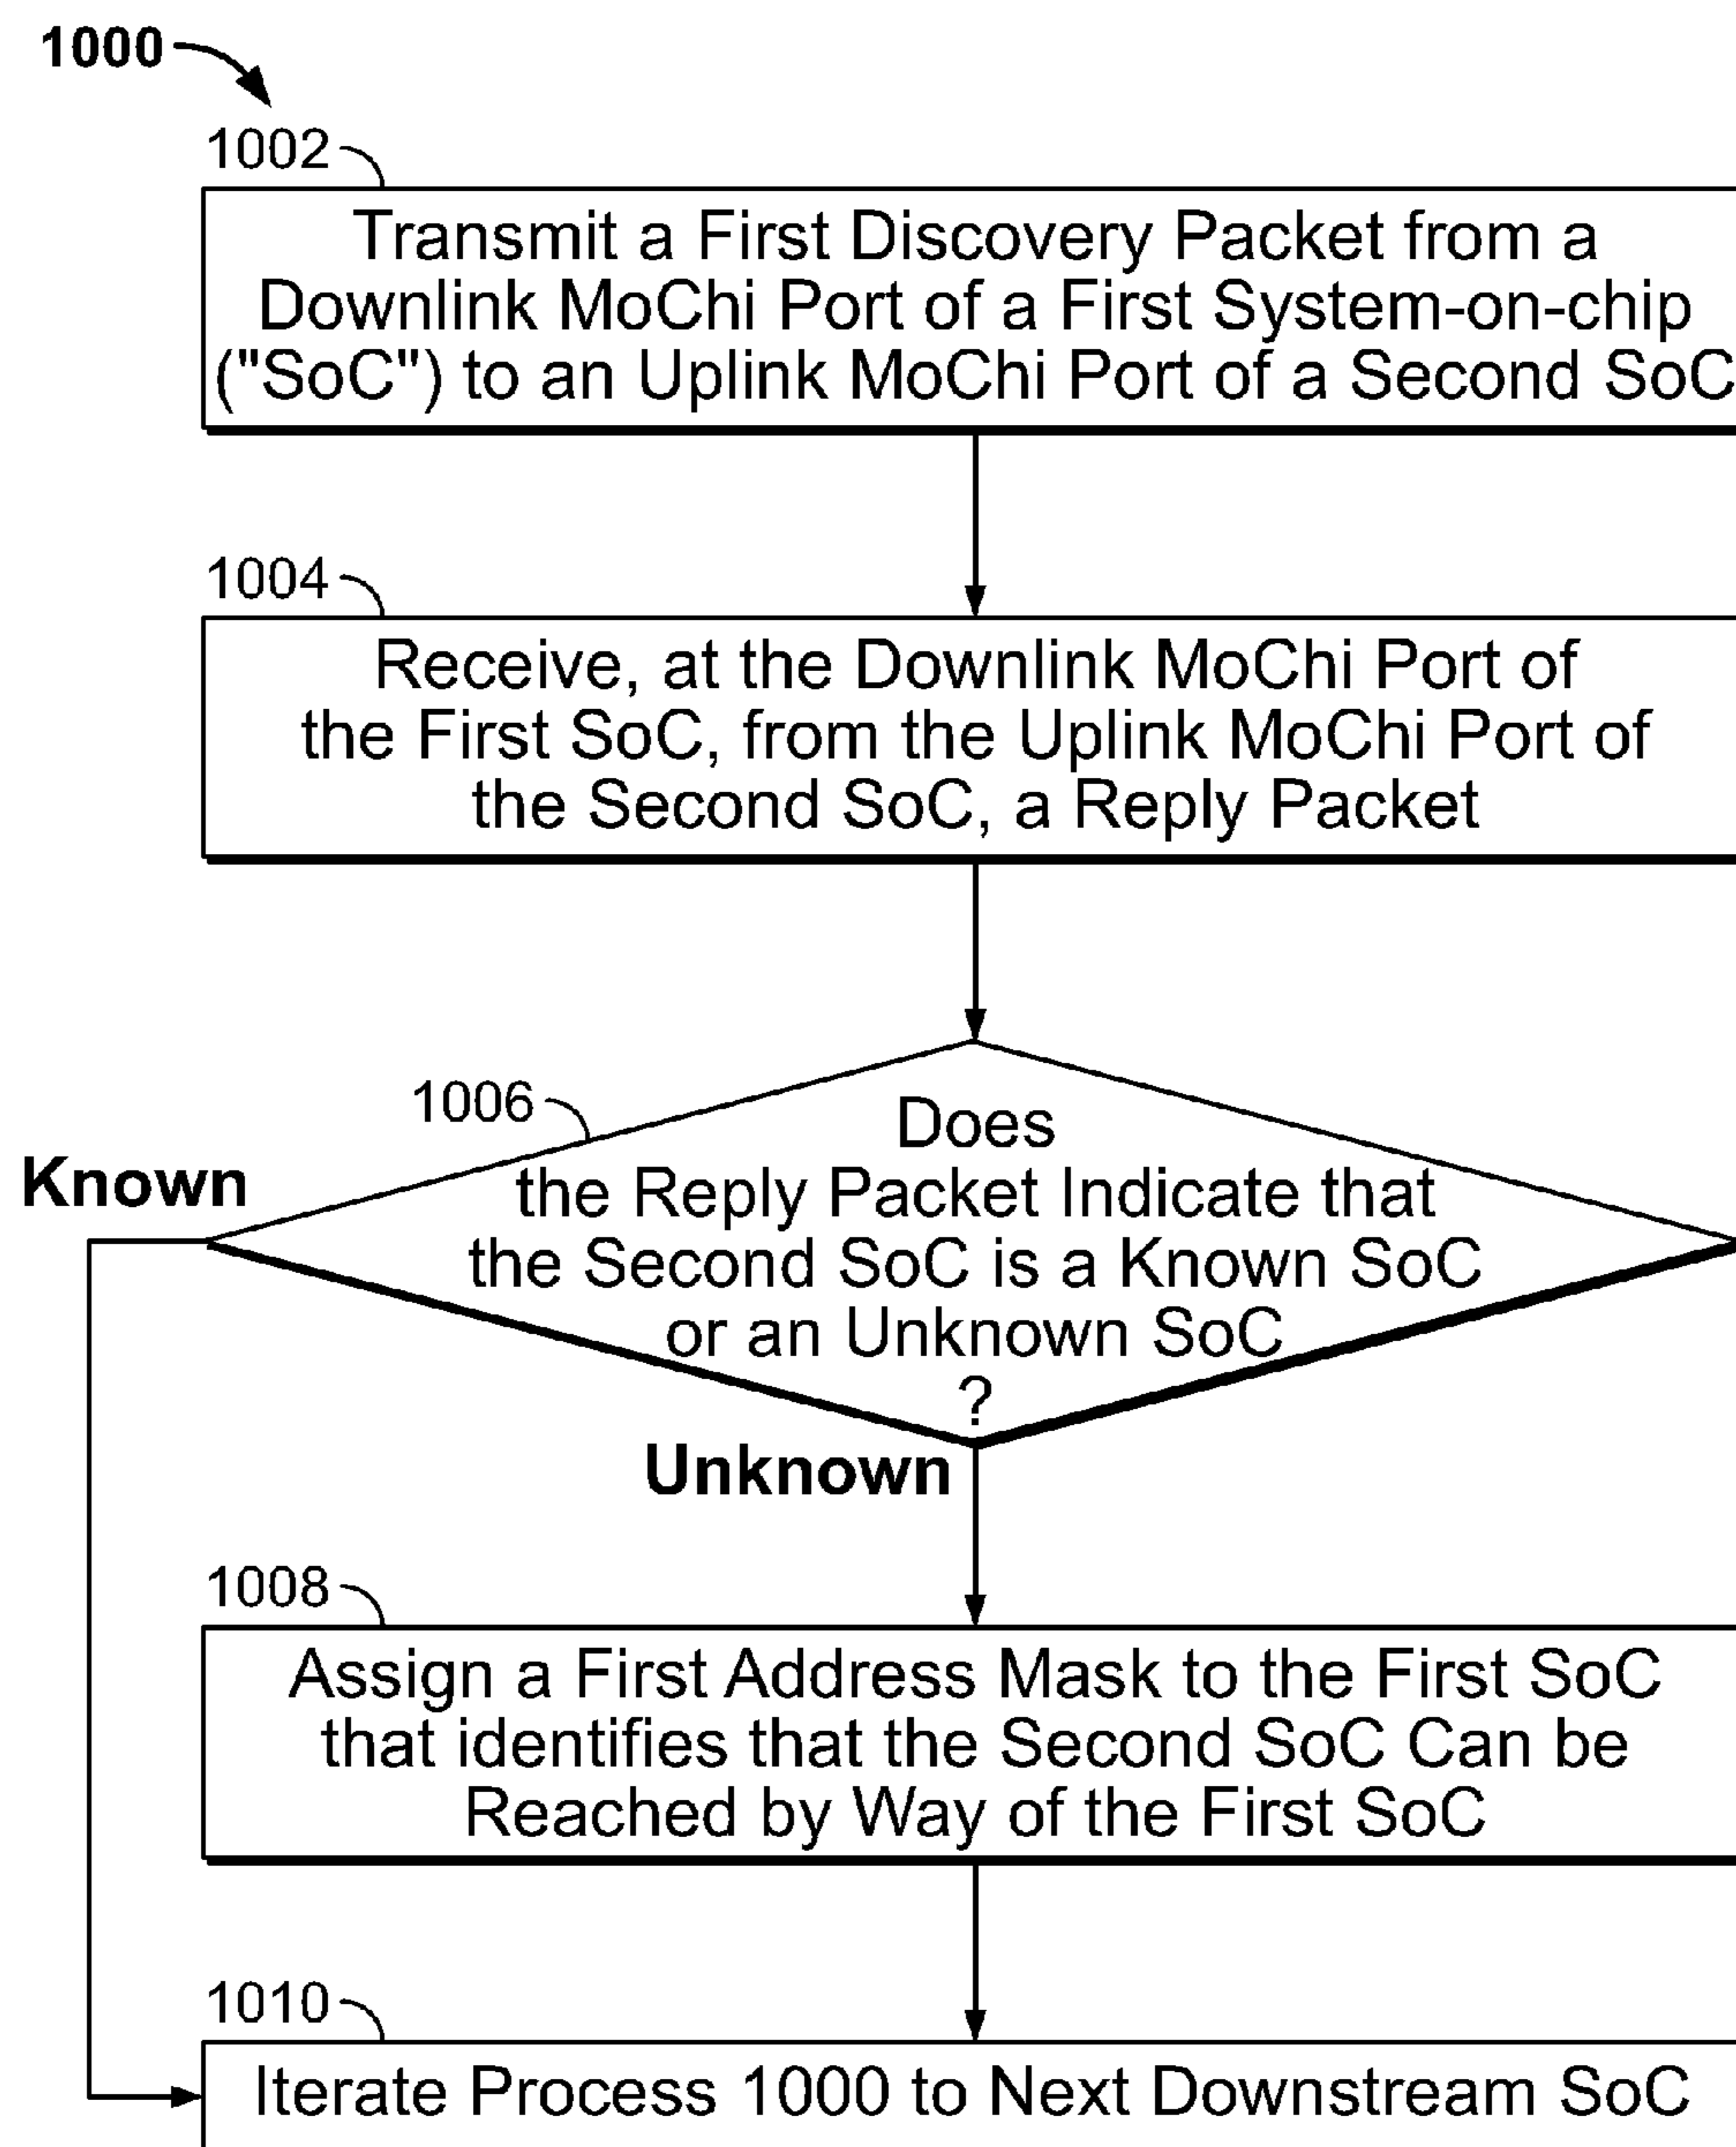 1000
1002
Transmit a First Discovery Packet from a
Downlink MoChi Port of a First System-on-chip
("SoC") to an Uplink MoChi Port of a Second SoC
1004
Receive, at the Downlink MoChi Port of
the First SoC, from the Uplink MoChi Port of
the Second SoC, a Reply Packet
1006
Does
the Reply Packet Indicate that
the Second SoC is a Known SoC
or an Unknown SoC
?
Known
Unknown
1008
Assign a First Address Mask to the First SoC
that identifies that the Second SoC Can be
Reached by Way of the First SoC
1010
Iterate Process 1000 to Next Downstream SoC